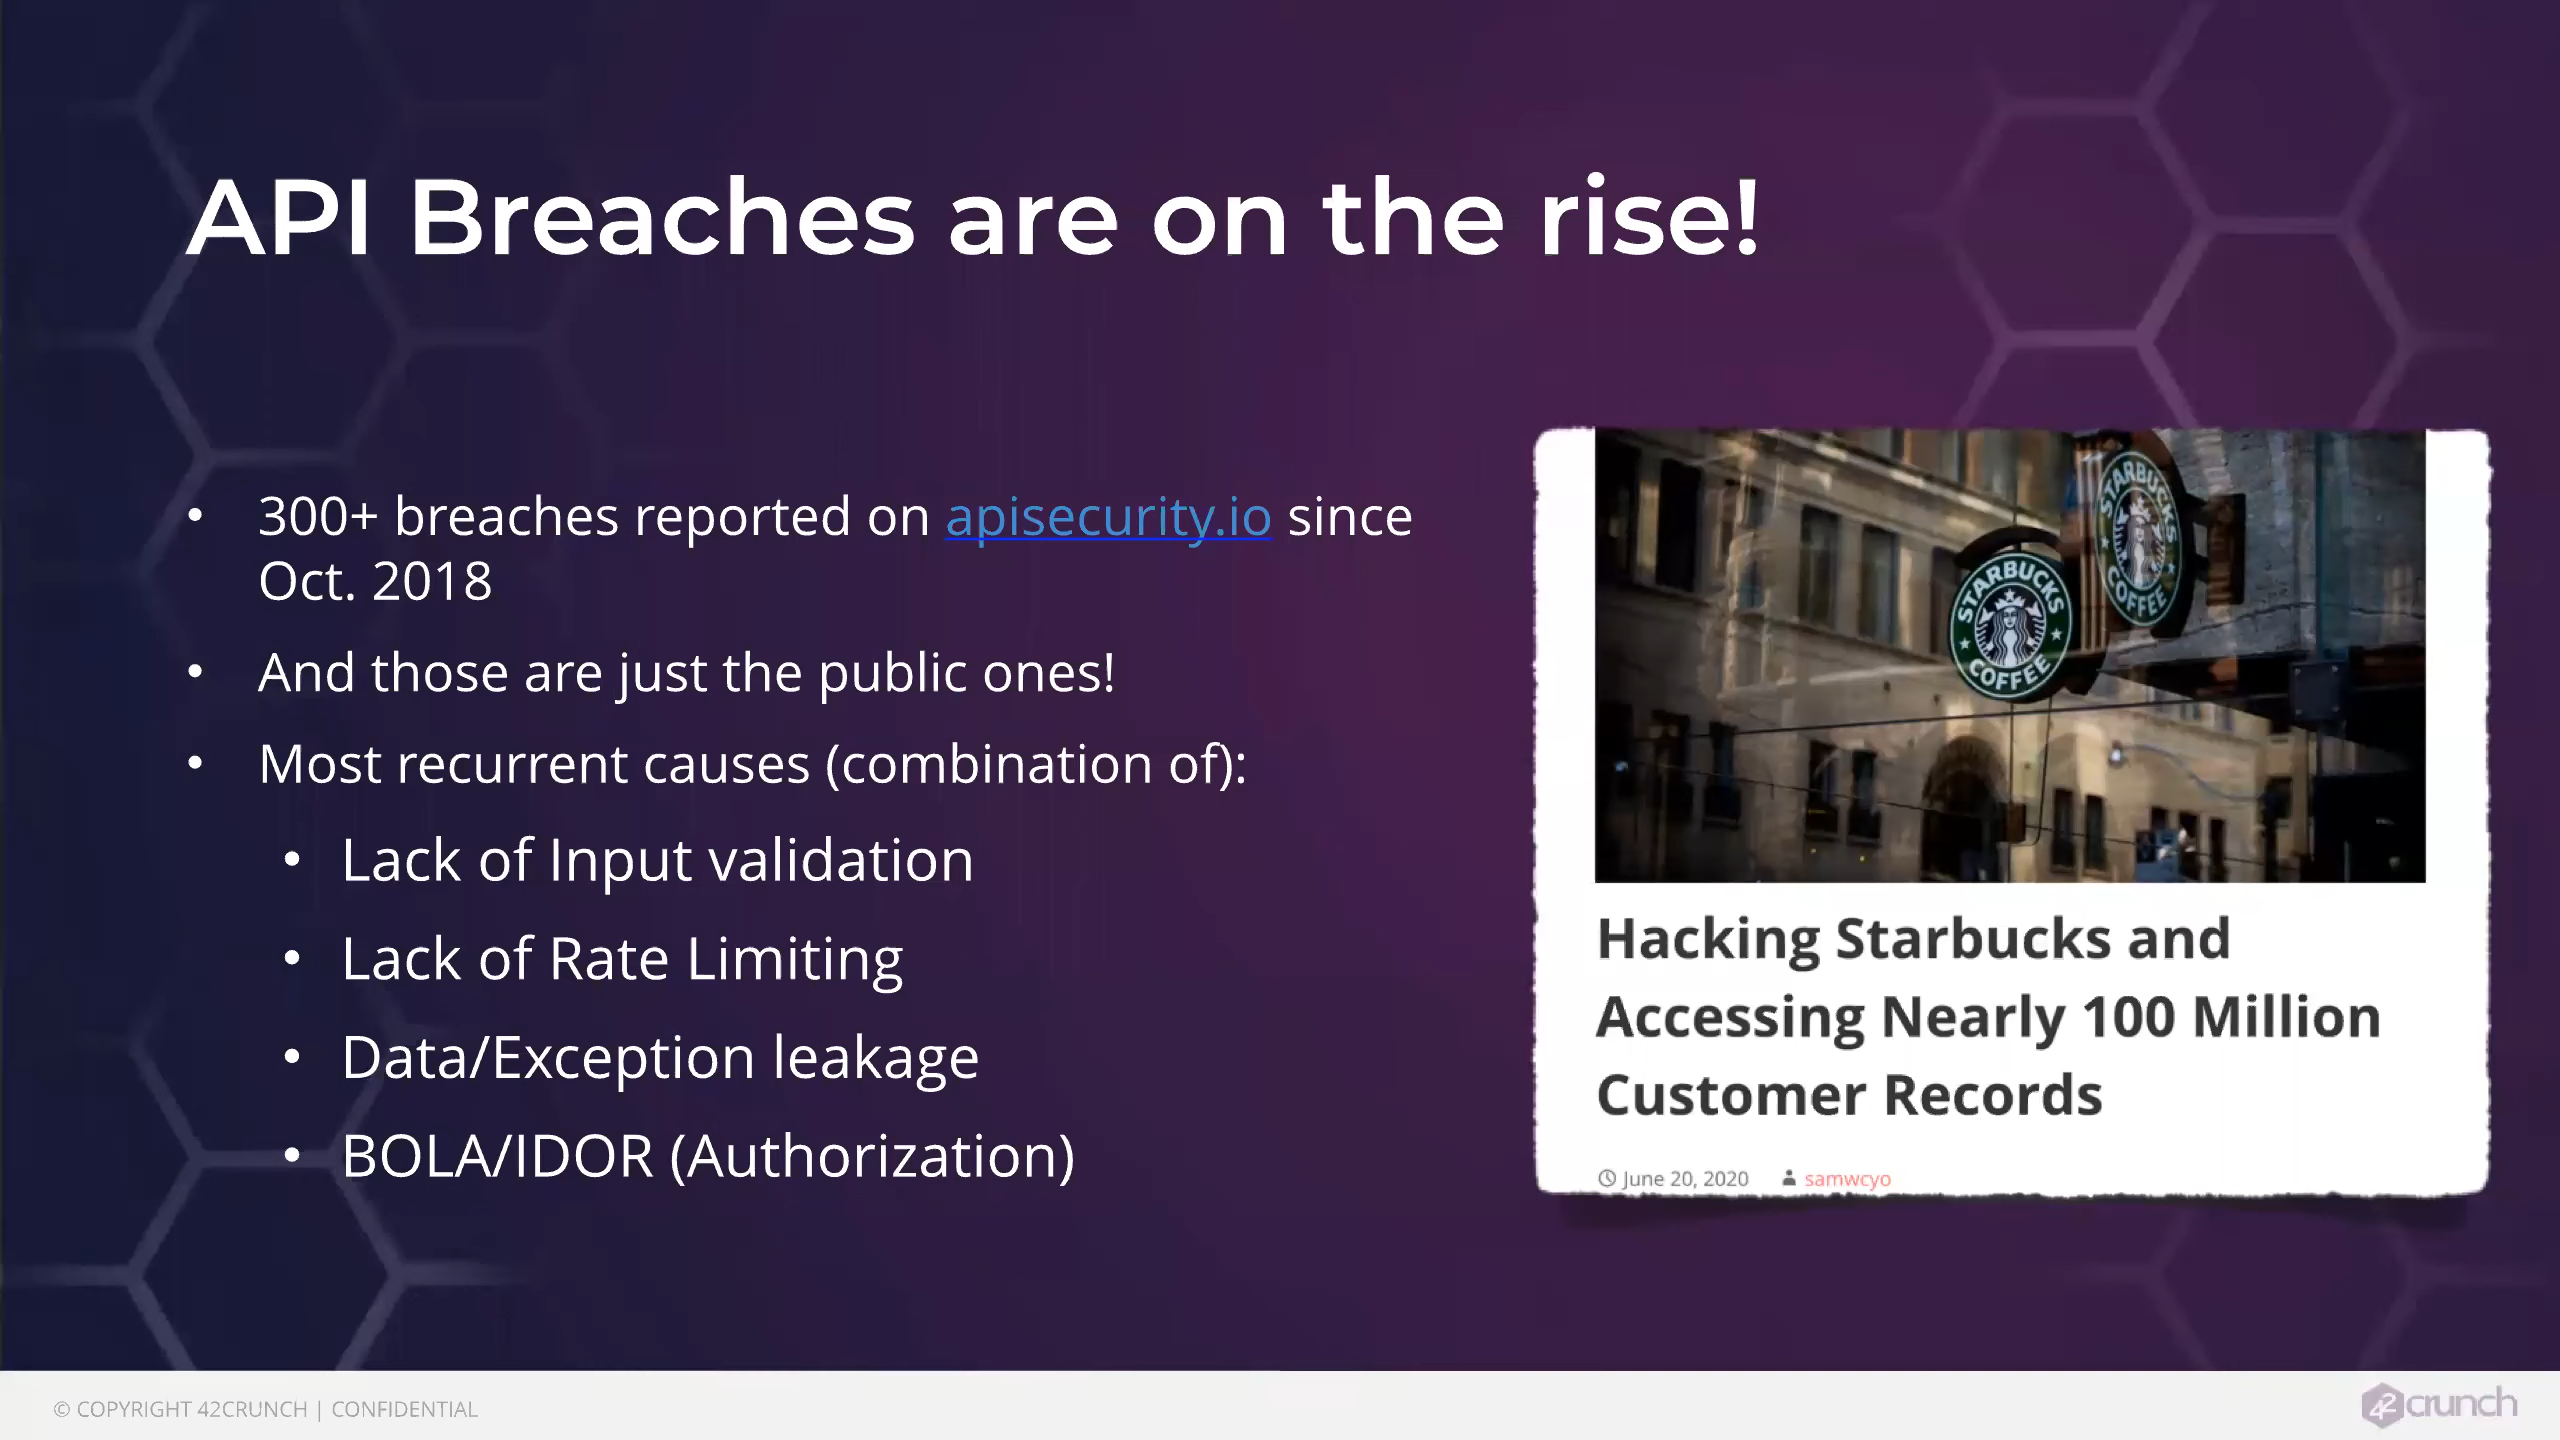 API Breaches are on the rise!
• 300+ breaches reported on apisecurity.io since
Oct. 2018
• And those are just the public ones!
• Most recurrent causes (combination of):
• Lack of Input validation
• Lack of Rate Limiting
• Data/Exception leakage
• BOLA/IDOR (Authorization)
STARBUCKS
COFFEE
STARBUCKS
COFFEE
Hacking Starbucks and
Accessing Nearly 100 Million
Customer Records
June 20, 2020 samwcyo
© COPYRIGHT 42CRUNCH | CONFIDENTIAL
42crunch